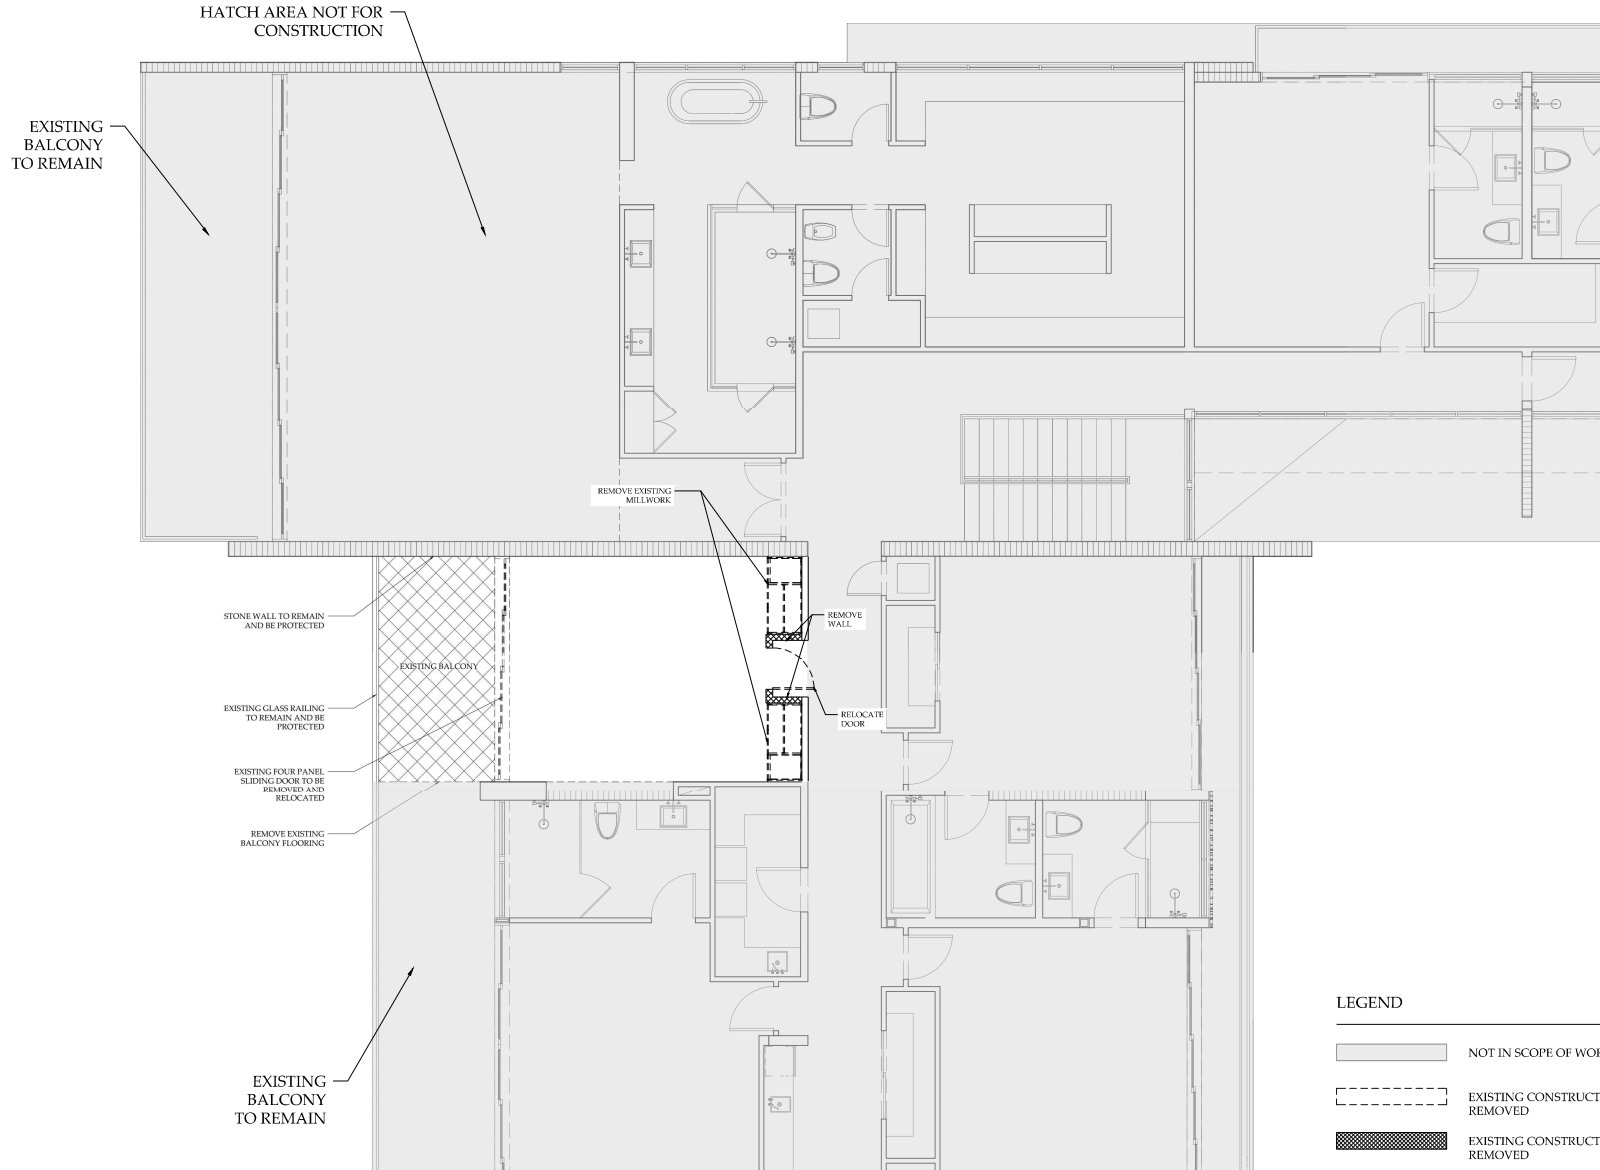 HATCH AREA NOT FOR
CONSTRUCTION
EXISTING
BALCONY
TO REMAIN
REMOVE EXISTING
MILLWORK
STONE WALL TO REMAIN
AND BE PROTECTED
REMOVE
WALL
EXISTING BALCONY
EXISTING GLASS RAILING
TO REMAIN AND BE
PROTECTED
RELOCATE
DOOR
EXISTING FOUR PANEL
SLIDING DOOR TO BE
REMOVED AND
RELOCATED
REMOVE EXISTING
BALCONY FLOORING
EXISTING
BALCONY
TO REMAIN
LEGEND
NOT IN SCOPE OF
EXISTING
REMOVED
EXISTING
REMOVED